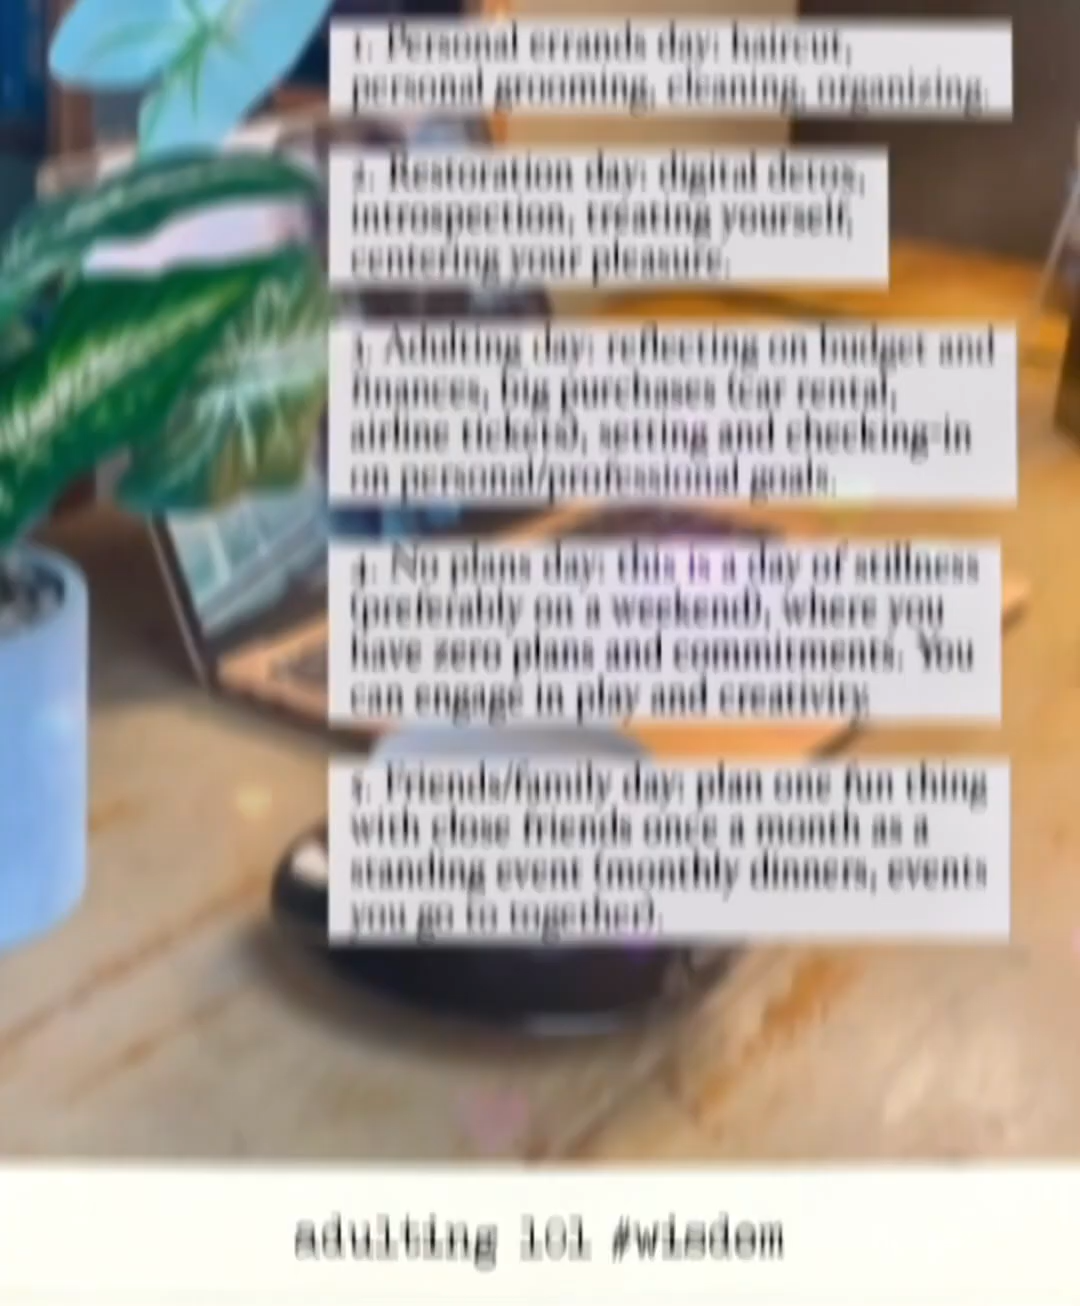 1. Personal errands day: haircut,
personal grooming, cleaning, organizing.
2. Restoration day: digital detox,
introspection, treating yourself,
centering your pleasure.
3. Adulting day: reflecting on budget and
finances, big purchases (car rental,
airline tickets), setting and checking-in
on personal/professional goals.
4. No plans day: this is a day of stillness
(preferably on a weekend), where you
have zero plans and commitments. You
can engage in play and creativity
5. Friends/family day: plan one fun thing
with close friends once a month as a
standing event (monthly dinners, events
you go to together).
adulting 101 #wisdom